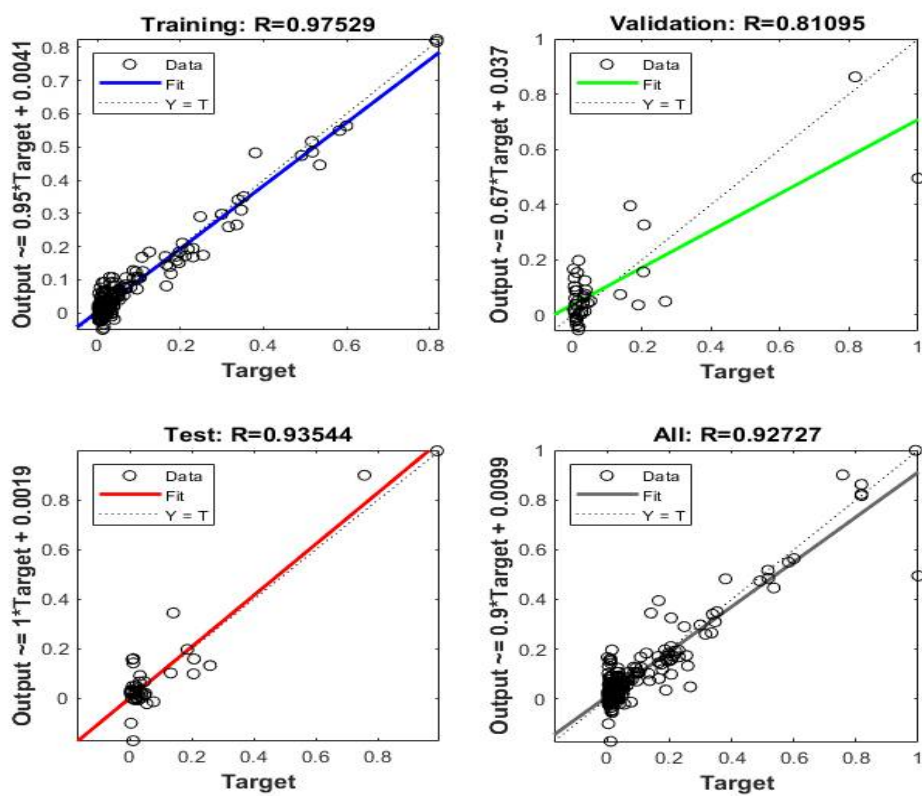 Training: R=0.97529
Output ~= 0.95*Target + 0.0041
0.8
0.7
0.6
0.5
0.4
0.3
0.2
0.1
0
Data
Fit
Y = T
0 0.2 0.4 0.6 0.8
Target
Validation: R=0.81095
Output ~= 0.67*Target + 0.037
1
0.8
0.6
0.4
0.2
0
Data
Fit
Y = T
0 0.2 0.4 0.6 0.8 1
Target
Test: R=0.93544
Output ~= 1*Target + 0.0019
1
0.8
0.6
0.4
0.2
0
Data
Fit
Y = T
0 0.2 0.4 0.6 0.8
Target
All: R=0.92727
Output ~= 0.9*Target + 0.0099
1
0.8
0.6
0.4
0.2
0
Data
Fit
Y = T
0 0.2 0.4 0.6 0.8 1
Target